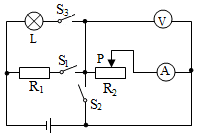 L S₃ V
R₁ S₁ P R₂ A
S₂